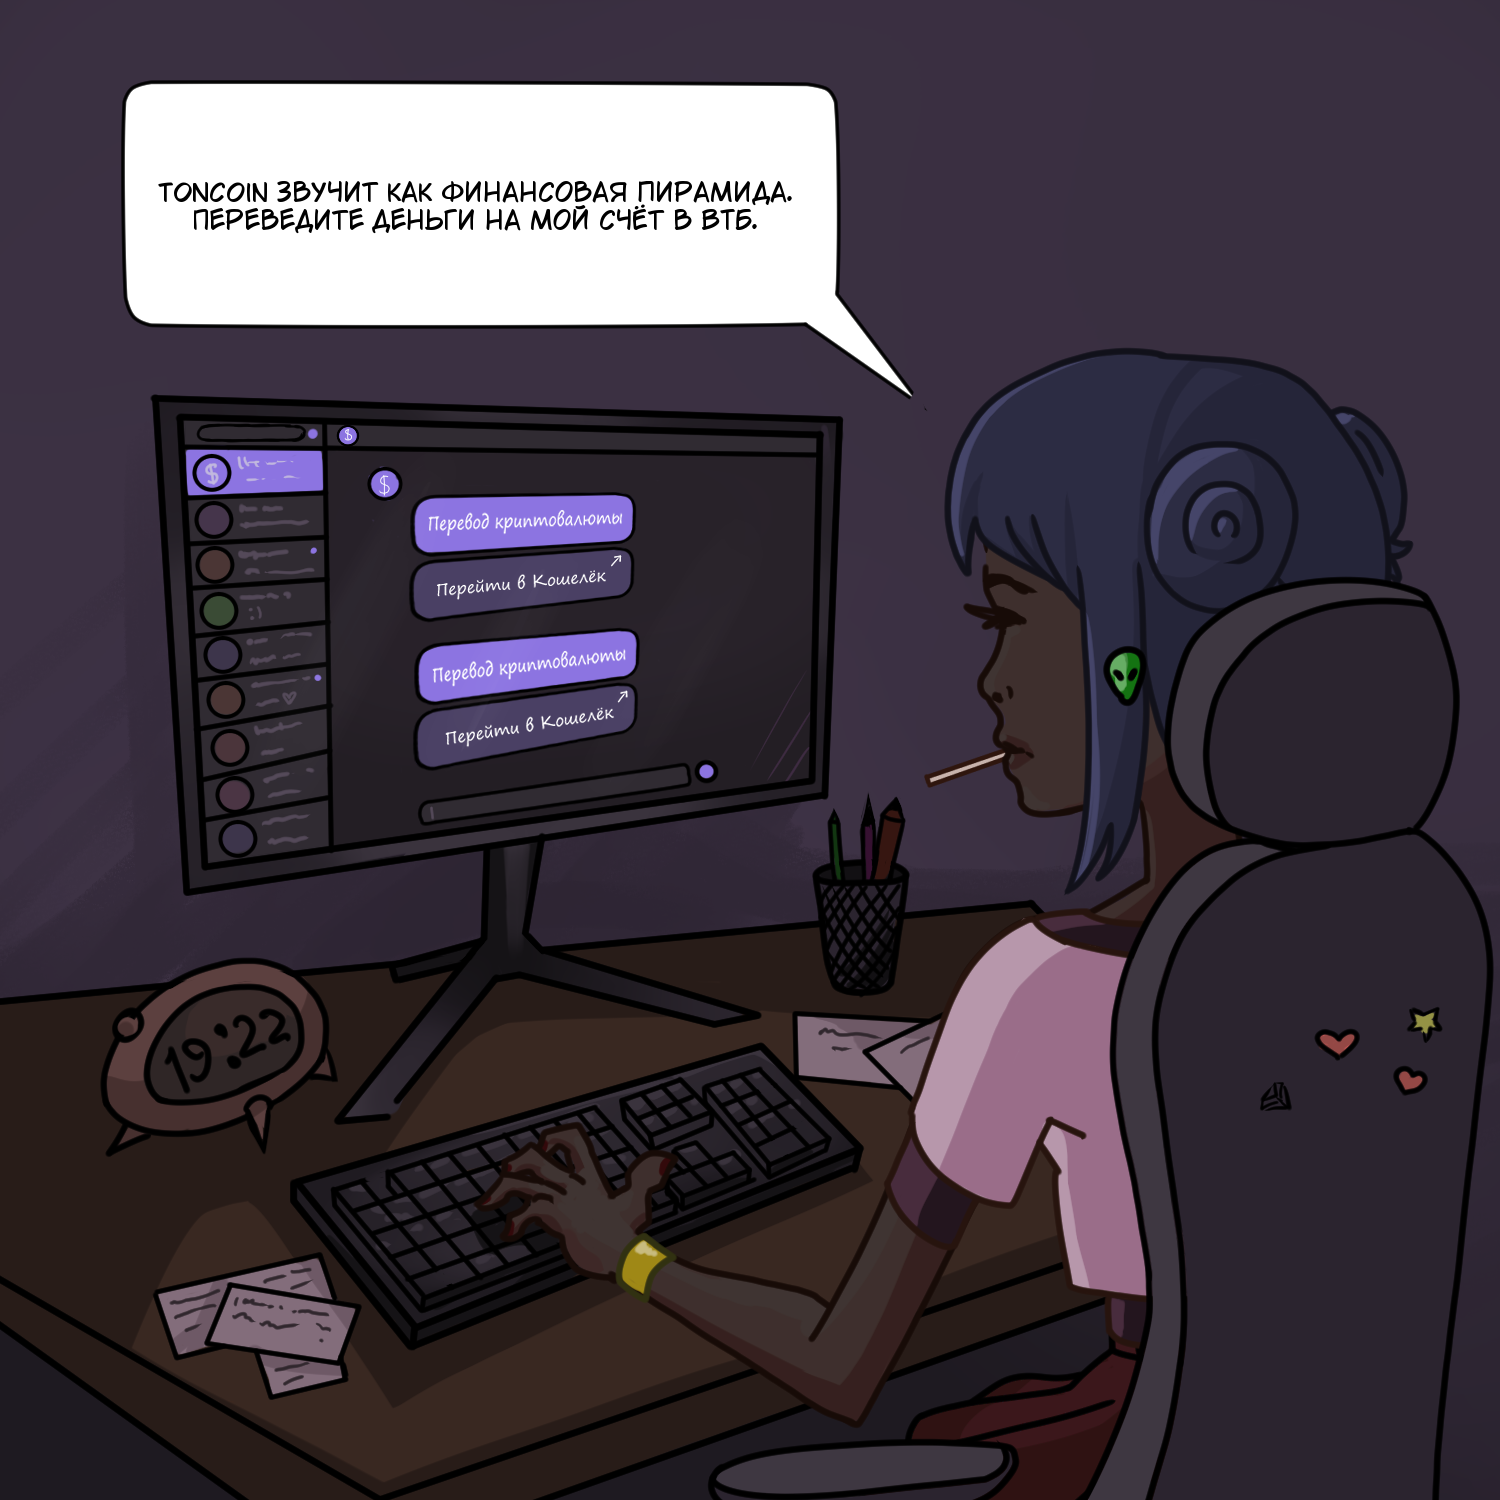 TONCOIN ЗВУЧИТ КАК ФИНАНСОВАЯ ПИРАМИДА.
ПЕРЕВЕДИТЕ ДЕНЬГИ НА МОЙ СЧЁТ В ВТБ.
$
$
$
:)
Перевод криптовалюты
Перейти в Кошелёк
Перевод криптовалюты
Перейти в Кошелёк
19:22